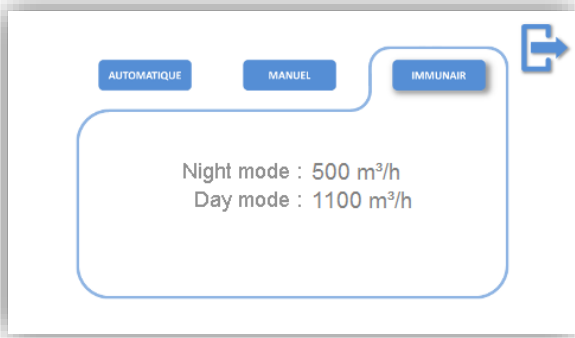 AUTOMATIQUE MANUEL IMMUNAIR
Night mode : 500 m³/h
Day mode : 1100 m³/h